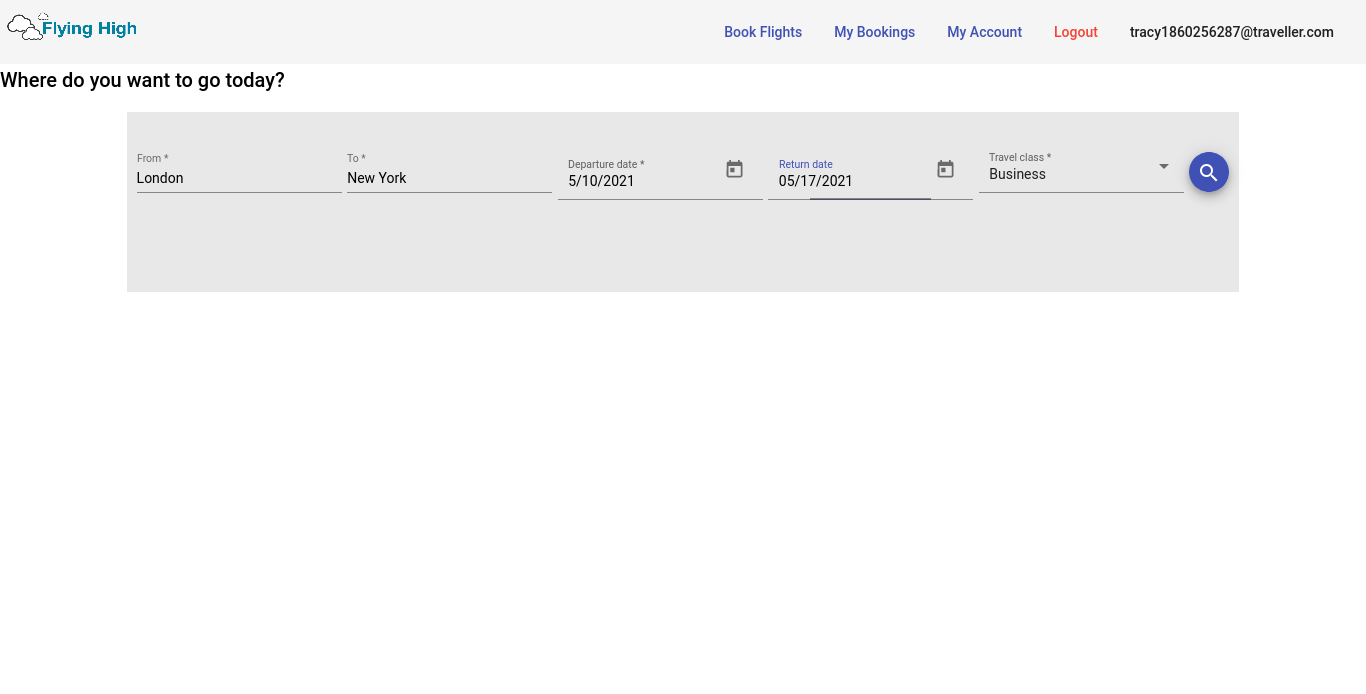 Flying High
Book Flights
My Bookings
My Account
Logout
tracy1860256287@traveller.com
Where do you want to go today?
From *
London
To *
New York
Departure date *
5/10/2021
Return date
05/17/2021
Travel class *
Business